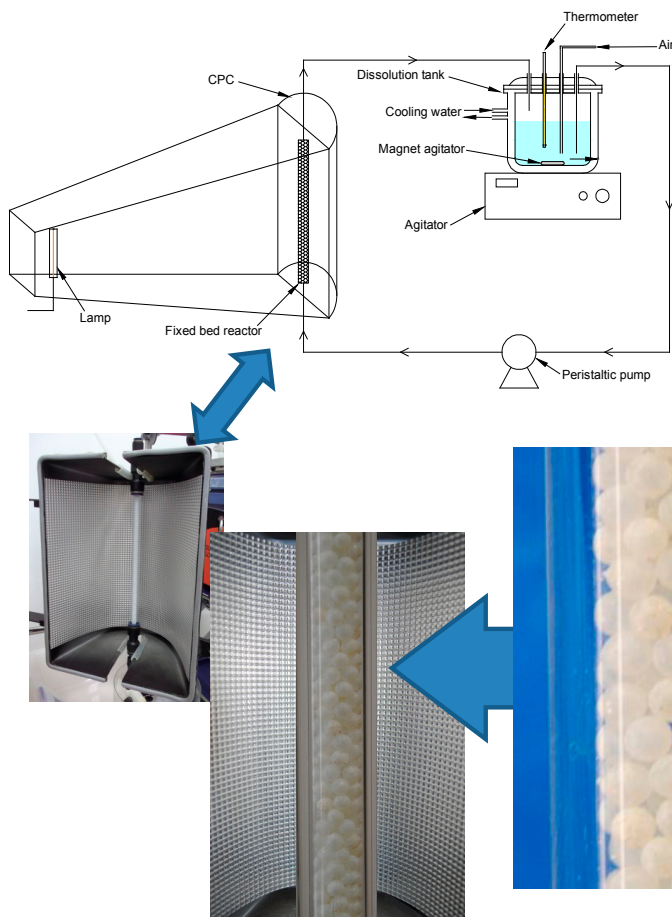 Thermometer
Air
CPC
Dissolution tank
Cooling water
Magnet agitator
Agitator
Lamp
Fixed bed reactor
Peristaltic pump